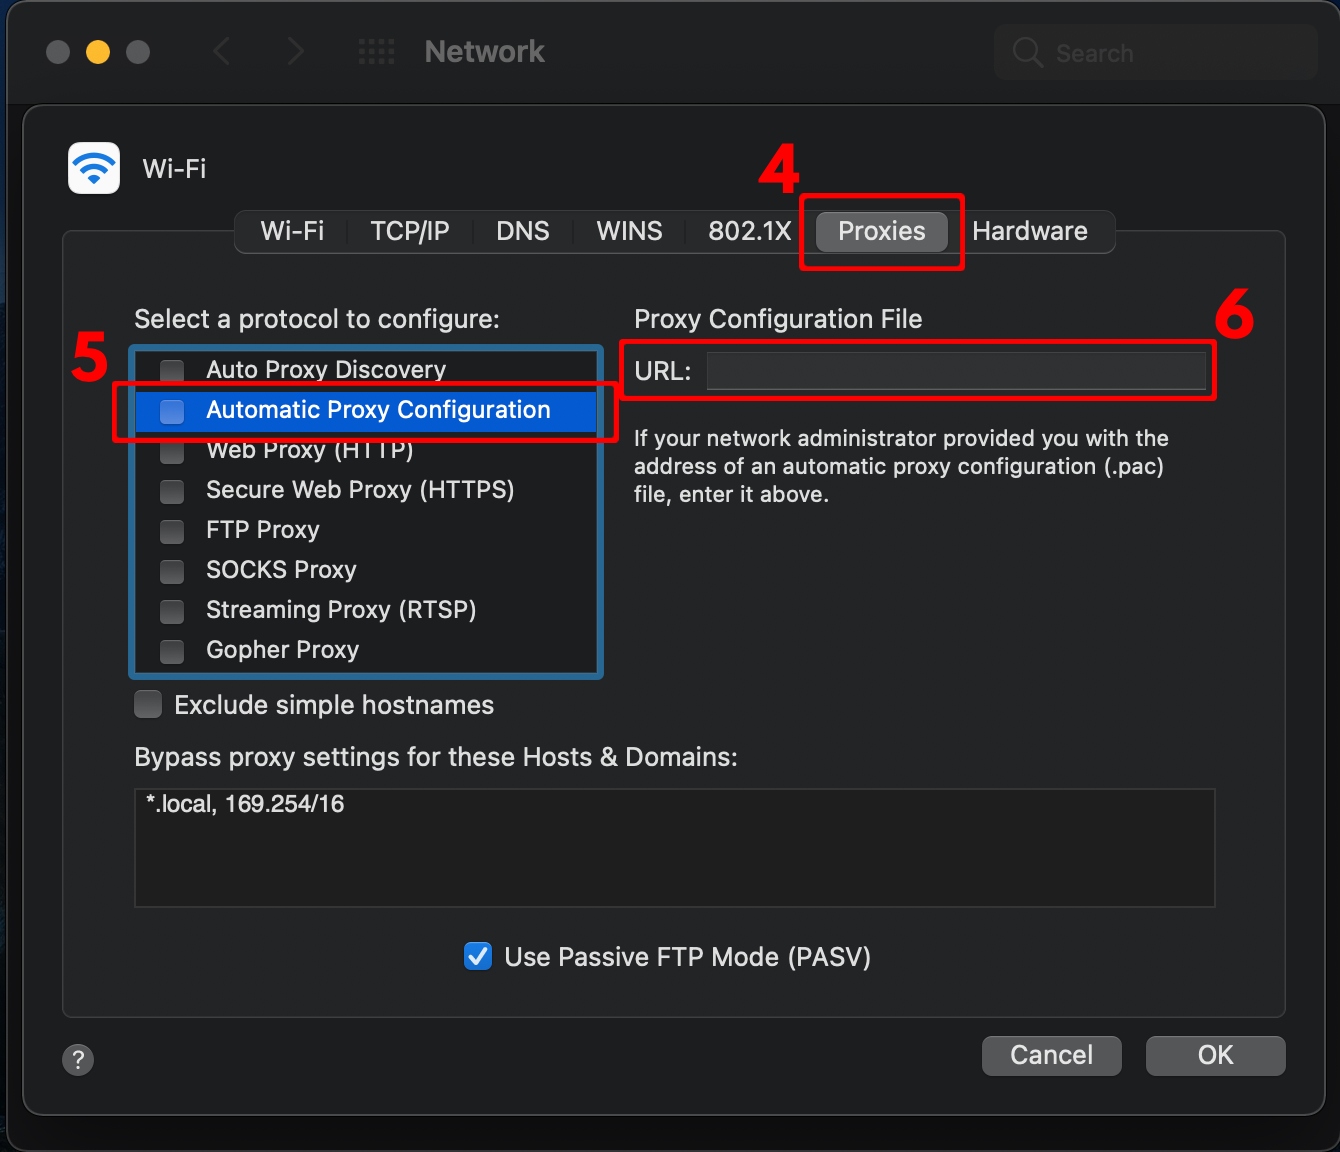 Network
Search
Wi-Fi
4
Wi-Fi TCP/IP DNS WINS 802.1X Proxies Hardware
Select a protocol to configure:
5
Auto Proxy Discovery
Automatic Proxy Configuration
Web Proxy (HTTP)
Secure Web Proxy (HTTPS)
FTP Proxy
SOCKS Proxy
Streaming Proxy (RTSP)
Gopher Proxy
Proxy Configuration File
6
URL:
If your network administrator provided you with the
address of an automatic proxy configuration (.pac)
file, enter it above.
Exclude simple hostnames
Bypass proxy settings for these Hosts & Domains:
*.local, 169.254/16
Use Passive FTP Mode (PASV)
?
Cancel OK